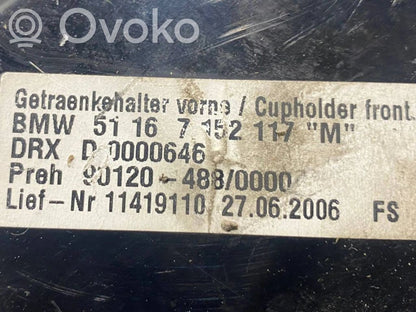 Ovoko
Getraenkehalter vorne / Cupholder front
BMW 51 16 7 152 117 "M"
DRX D 0000646
Preh 90120-488/0000
Lief-Nr 11419110 27.06.2006 FS